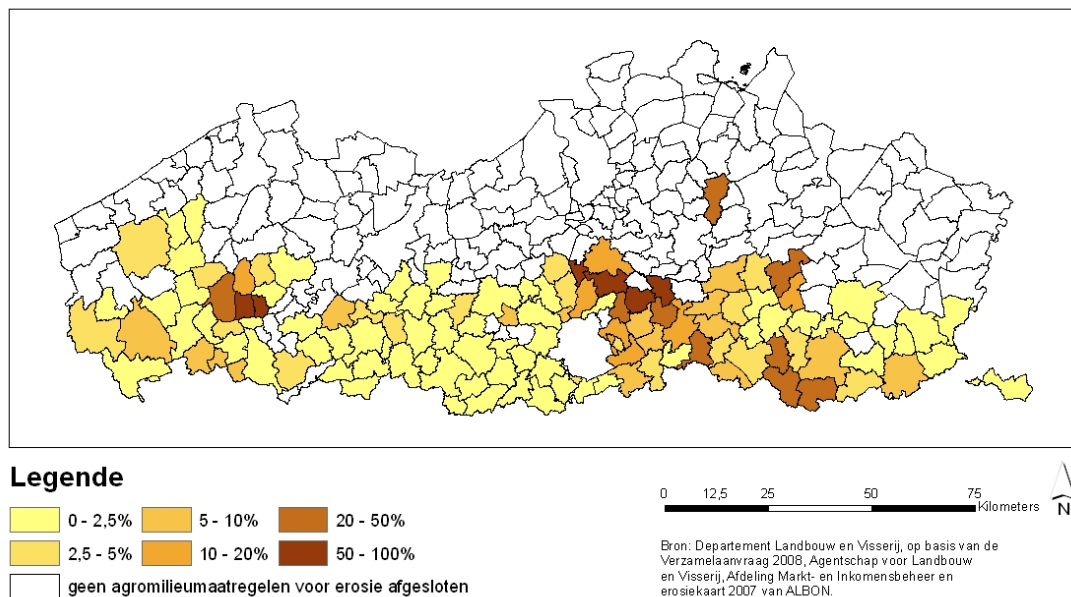 Legende
0 - 2,5%
5 - 10%
20 - 50%
2,5 - 5%
10 - 20%
50 - 100%
geen agromilieumaatregelen voor erosie afgesloten
0 12,5 25 50 75
Kilometers
N
Bron: Departement Landbouw en Visserij, op basis van de
Verzamelaanvraag 2008, Agentschap voor Landbouw
en Visserij, Afdeling Markt- en Inkomensbeheer en
erosiekaart 2007 van ALBON.